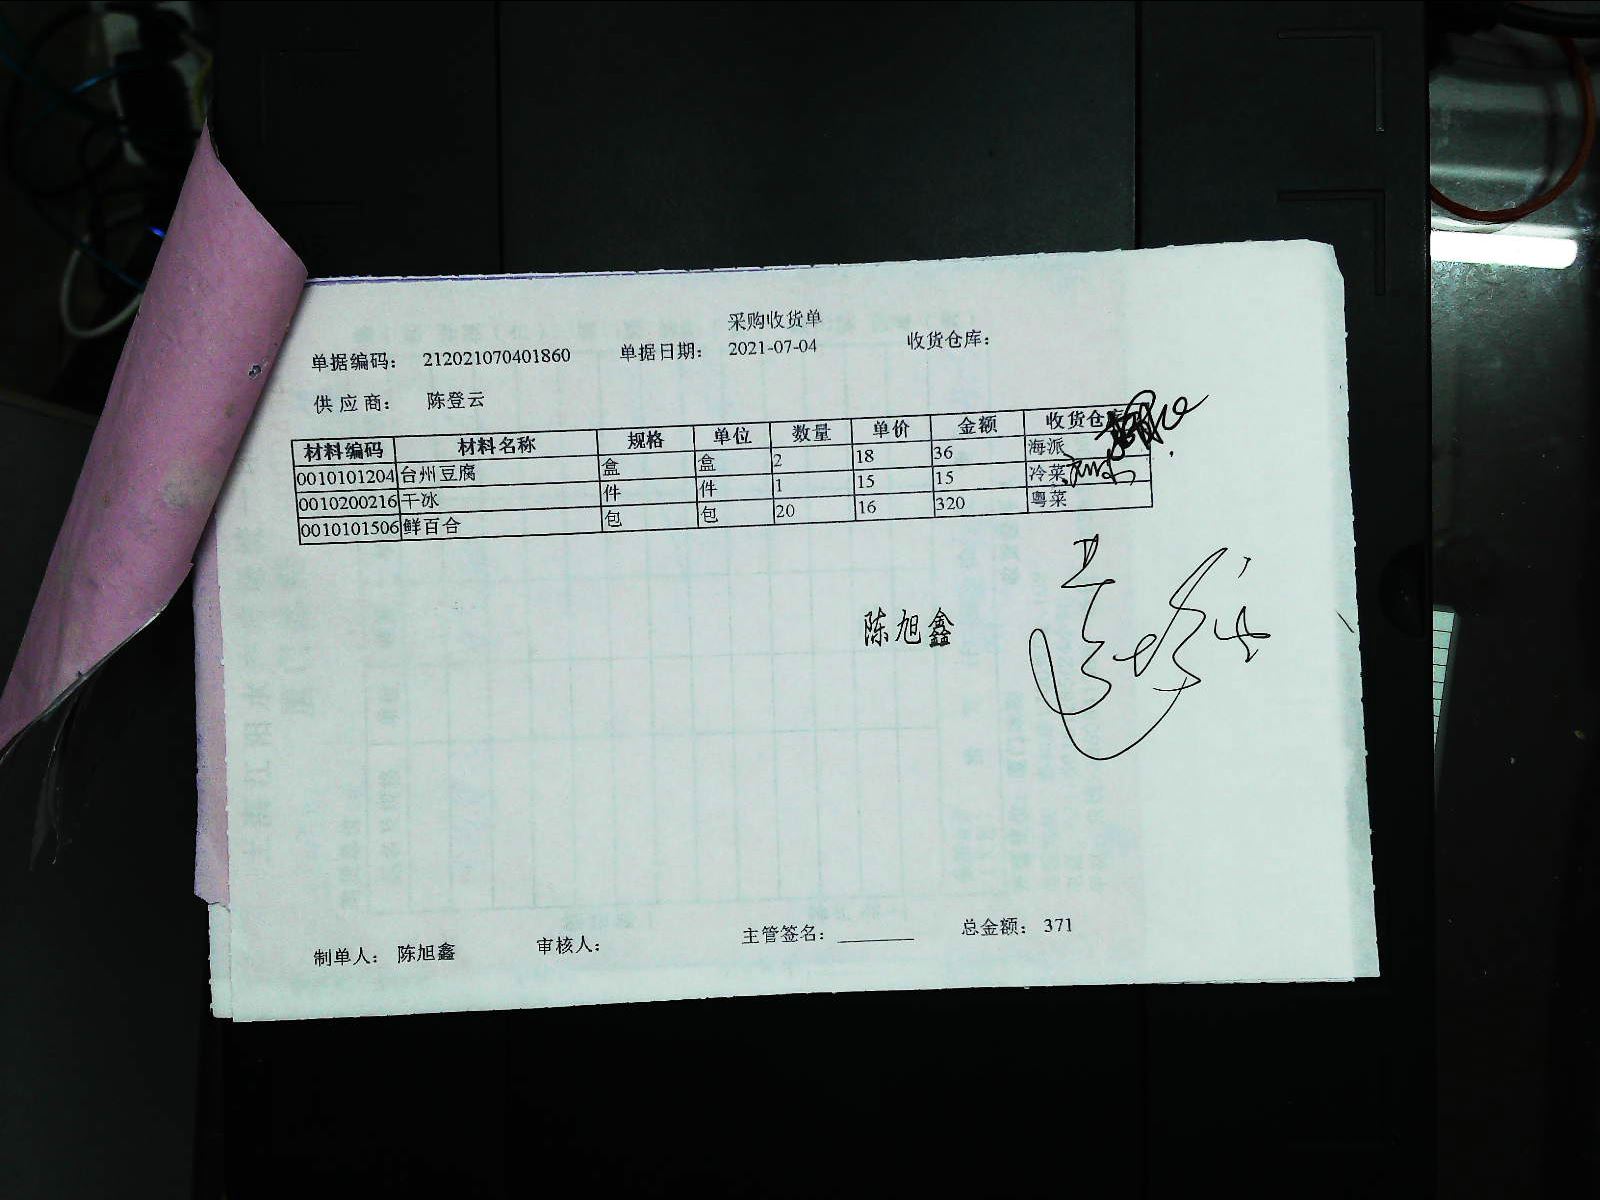 采购收货单
单据编码： 212021070401860 单据日期： 2021-07-04 收货仓库：
供 应 商： 陈登云
材料编码 材料名称 规格 单位 数量 单价 金额 收货仓库
0010101204 台州豆腐 盒 盒 2 18 36 海派
0010200216 干冰 件 件 1 15 15 冷菜
0010101506 鲜百合 包 包 20 16 320 粤菜
陈旭鑫
制单人： 陈旭鑫 审核人： 主管签名： 总金额： 371